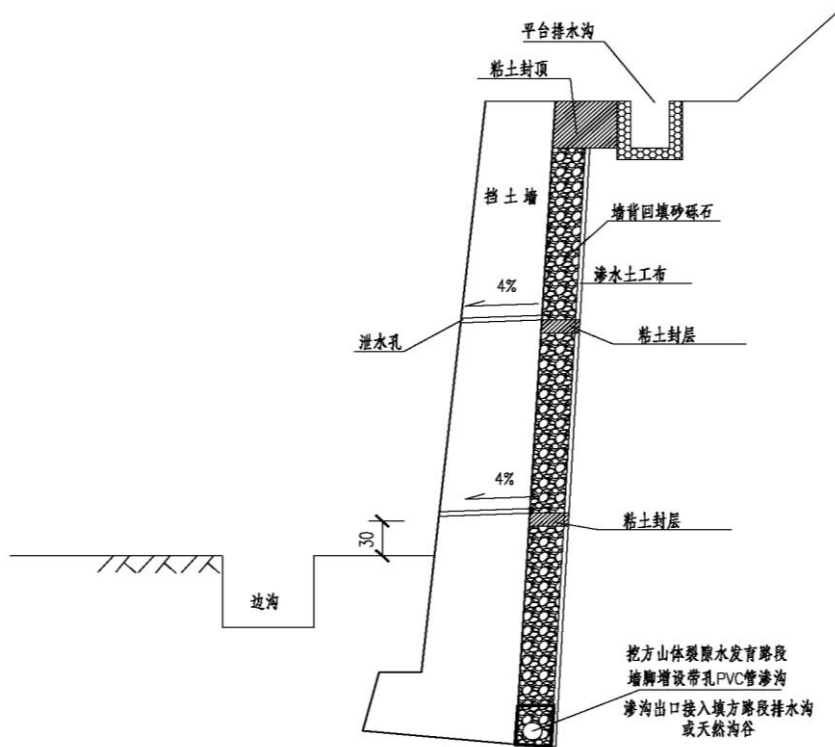 平台排水沟
粘土封顶
挡土墙
墙背回填砂砾石
渗水土工布
4%
泄水孔
粘土封层
4%
粘土封层
30
边沟
挖方山体裂隙水发育路段
墙脚增设带孔PVC管渗沟
渗沟出口接入填方路段排水沟
或天然沟谷